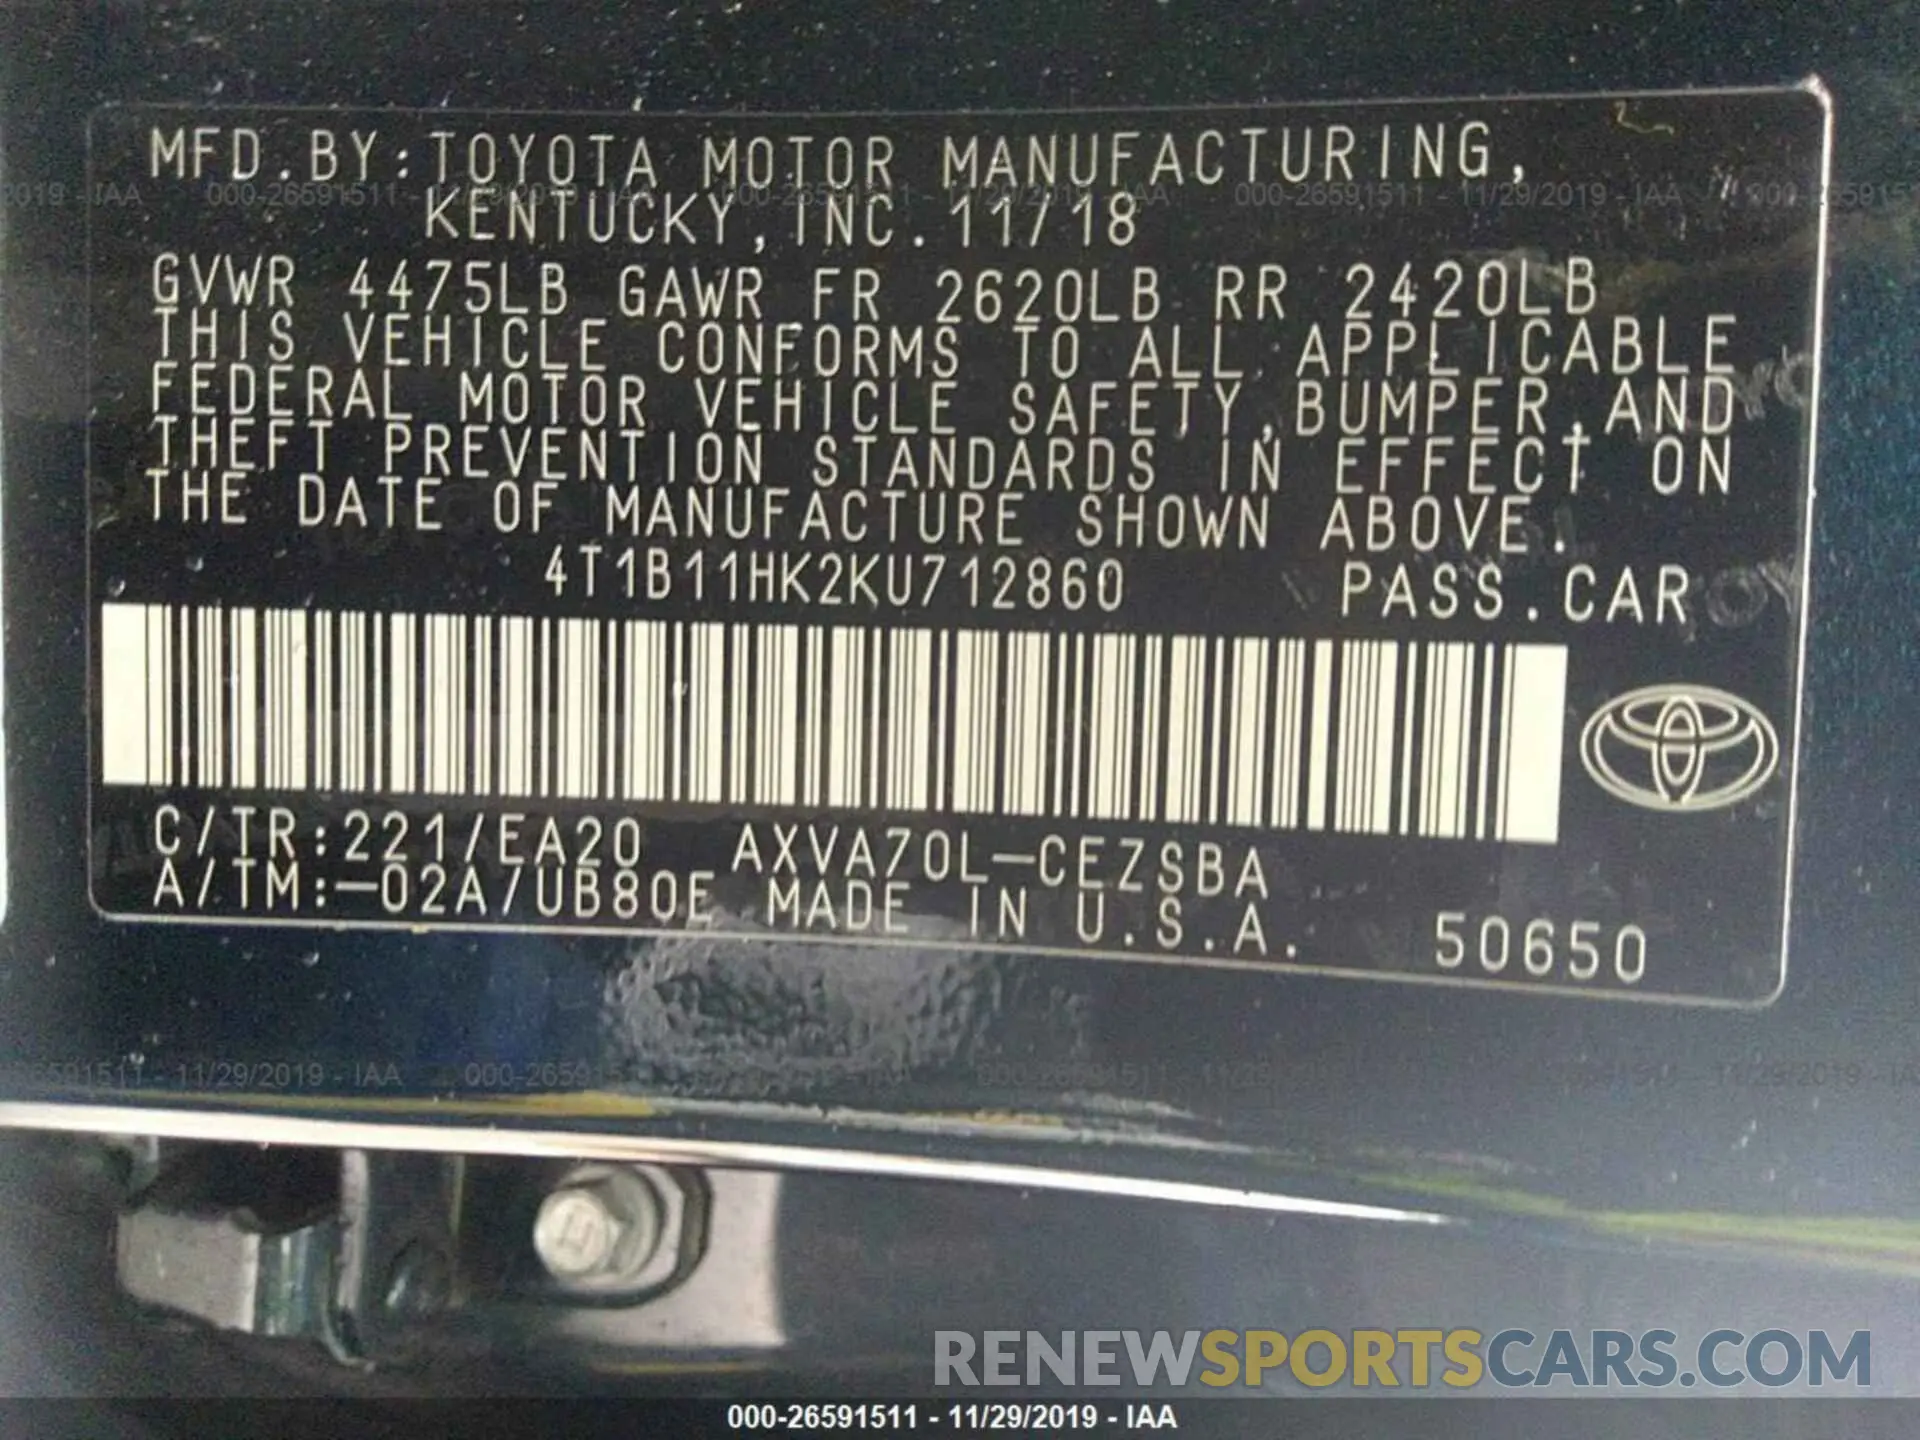 MFD.BY:TOYOTA MOTOR MANUFACTURING,
KENTUCKY,INC.11/18
GVWR 4475LB GAWR FR 2620LB RR 2420LB
THIS VEHICLE CONFORMS TO ALL APPLICABLE
FEDERAL MOTOR VEHICLE SAFETY,BUMPER,AND
THEFT PREVENTION STANDARDS IN EFFECT ON
THE DATE OF MANUFACTURE SHOWN ABOVE.
4T1B11HK2KU712860 PASS.CAR
C/TR:221/EA20 AXVA70L-CEZSBA
A/TM:-02A/UB80E MADE IN U.S.A. 50650
RENEWSPORTSCARS.COM
000-26591511 - 11/29/2019 - IAA